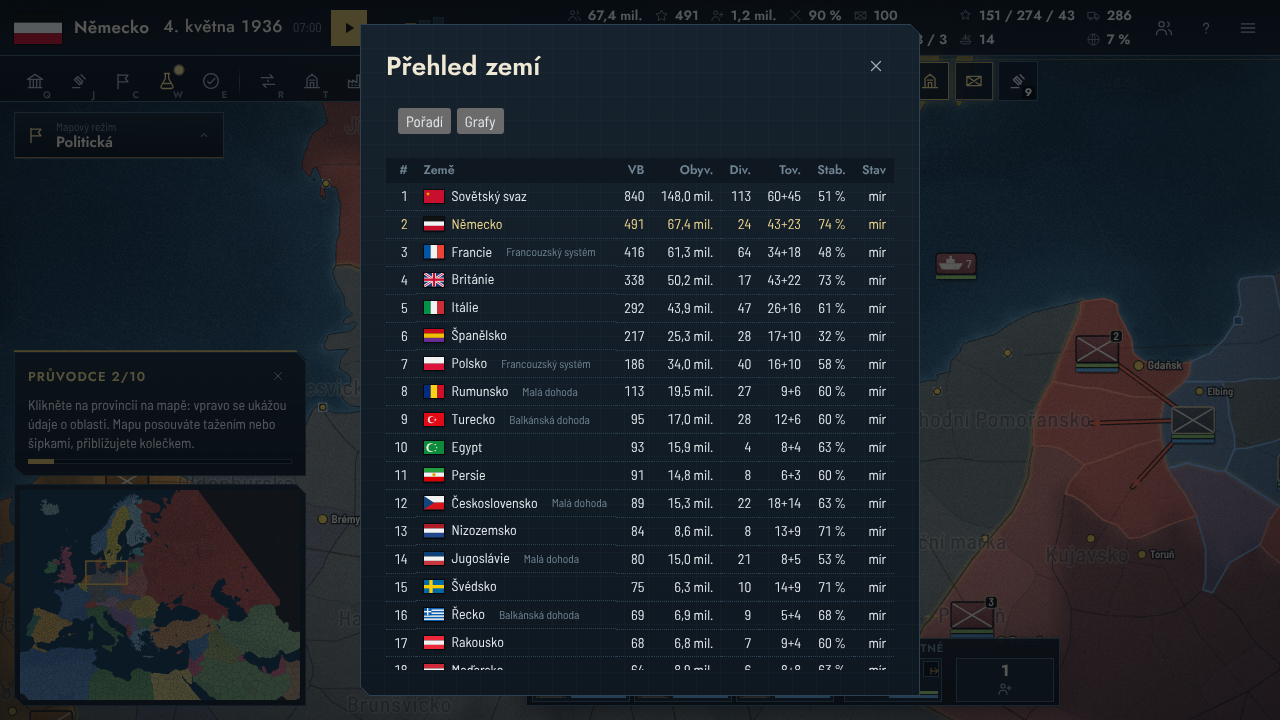 Německo 4. května 1936 07:00
67,4 mil. 491 1,2 mil. 90 % 100
151 / 274 / 43 286
3 / 3 14 7 %
Q J C W E R T
9
Mapový režim
Politická
Přehled zemí
Pořadí Grafy
# Země VB Obyv. Div. Tov. Stab. Stav
1 Sovětský svaz 840 148,0 mil. 113 60+45 51 % mír
2 Německo 491 67,4 mil. 24 43+23 74 % mír
3 Francie Francouzský systém 416 61,3 mil. 64 34+18 48 % mír
4 Británie 338 50,2 mil. 17 43+22 73 % mír
5 Itálie 292 43,9 mil. 47 26+16 61 % mír
6 Španělsko 217 25,3 mil. 28 17+10 32 % mír
7 Polsko Francouzský systém 186 34,0 mil. 40 16+10 58 % mír
8 Rumunsko Malá dohoda 113 19,5 mil. 27 9+6 60 % mír
9 Turecko Balkánská dohoda 95 17,0 mil. 28 12+6 60 % mír
10 Egypt 93 15,9 mil. 4 8+4 63 % mír
11 Persie 91 14,8 mil. 8 6+3 60 % mír
12 Československo Malá dohoda 89 15,3 mil. 22 18+14 63 % mír
13 Nizozemsko 84 8,6 mil. 8 13+9 71 % mír
14 Jugoslávie Malá dohoda 80 15,0 mil. 21 8+5 53 % mír
15 Švédsko 75 6,3 mil. 10 14+9 71 % mír
16 Řecko Balkánská dohoda 69 6,9 mil. 9 5+4 68 % mír
17 Rakousko 68 6,8 mil. 7 9+4 60 % mír
PRŮVODCE 2/10
Klikněte na provincii na mapě: vpravo se ukážou
údaje o oblasti. Mapu posouváte tažením nebo
šipkami, přibližujete kolečkem.
7
2
Gdaňsk
Elbing
hodní Pomořansko
Brémy
ční marka
Kujavsko
Toruň
3
TNÉ
1
Brunsvicko